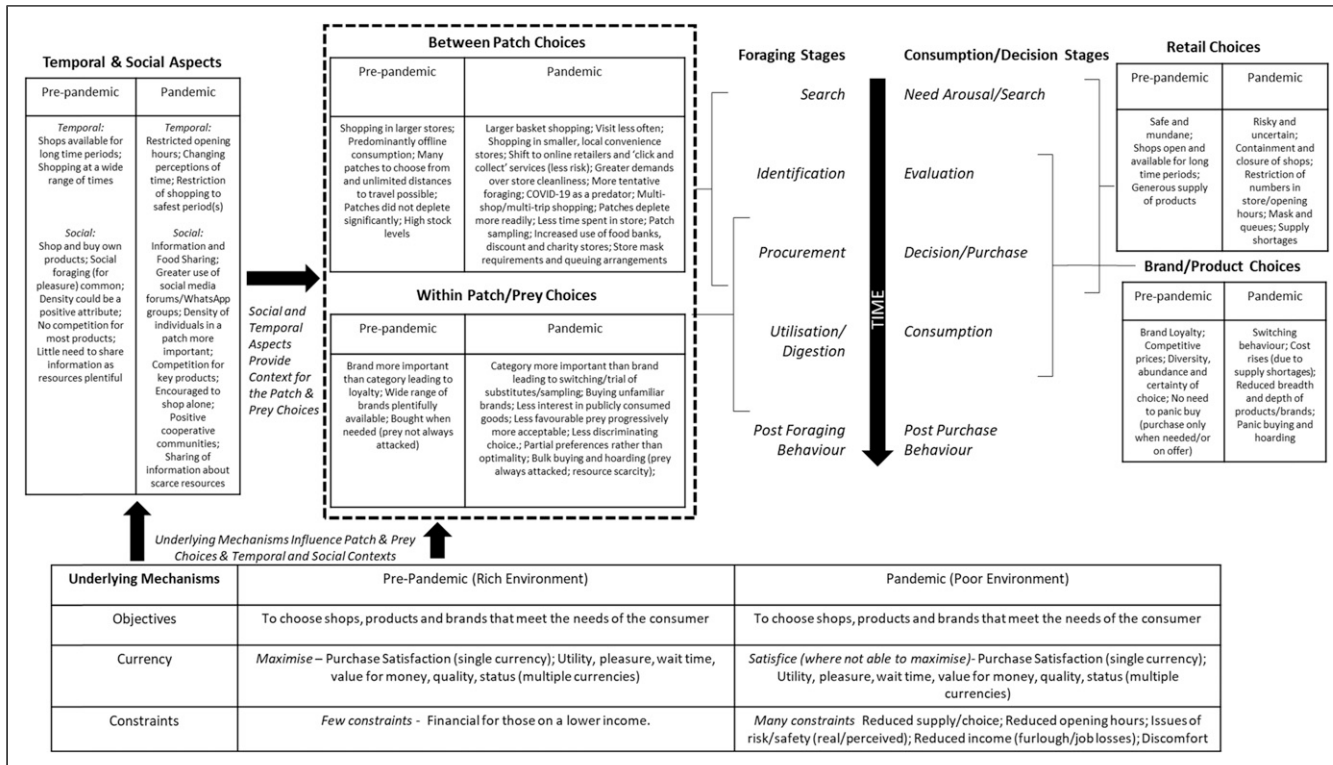 Temporal & Social Aspects
Pre-pandemic
Pandemic
Temporal:
Shops available for
long time periods;
Shopping at a wide
range of times
Social:
Shop and buy own
products; Social
foraging (for
pleasure) common;
Density could be a
positive attribute;
No competition for
most products;
Little need to share
information as
resources plentiful
Temporal:
Restricted opening
hours; Changing
perceptions of
time; Restriction
of shopping to
safest period(s)
Social:
Information and
Food Sharing;
Greater use of
social media
forums/WhatsApp
groups; Density of
individuals in a
patch more
important;
Competition for
key products;
Encouraged to
shop alone;
Positive
cooperative
communities;
Sharing of
information about
scarce resources
Social and
Temporal
Aspects
Provide
Context for
the Patch &
Prey Choices
Between Patch Choices
Pre-pandemic
Pandemic
Shopping in larger stores;
Predominantly offline
consumption; Many
patches to choose from
and unlimited distances
to travel possible;
Patches did not deplete
significantly; High stock
levels
Larger basket shopping; Visit less often;
Shopping in smaller, local convenience
stores; Shift to online retailers and ‘click and
collect’ services (less risk); Greater demands
over store cleanliness; More tentative
foraging; COVID-19 as a predator; Multi-
shop/multi-trip shopping; Patches deplete
more readily; Less time spent in store; Patch
sampling; Increased use of food banks,
discount and charity stores; Store mask
requirements and queuing arrangements
Within Patch/Prey Choices
Pre-pandemic
Pandemic
Brand more important
than category leading to
loyalty; Wide range of
brands plentifully
available; Bought when
needed (prey not always
attacked)
Category more important than brand
leading to switching/trial of
substitutes/sampling; Buying unfamiliar
brands; Less interest in publicly consumed
goods; Less favourable prey progressively
more acceptable; Less discriminating
choice.; Partial preferences rather than
optimality; Bulk buying and hoarding (prey
always attacked; resource scarcity);
Foraging Stages
Search
Identification
Procurement
Utilisation/
Digestion
Post Foraging
Behaviour
TIME
Consumption/Decision Stages
Need Arousal/Search
Evaluation
Decision/Purchase
Consumption
Post Purchase
Behaviour
Retail Choices
Pre-pandemic
Pandemic
Safe and
mundane;
Shops open and
available for long
time periods;
Generous supply
of products
Risky and
uncertain;
Containment and
closure of shops;
Restriction of
numbers in
store/opening
hours; Mask and
queues; Supply
shortages
Brand/Product Choices
Pre-pandemic
Pandemic
Brand Loyalty;
Competitive
prices; Diversity,
abundance and
certainty of
choice; No need
to panic buy
(purchase only
when needed/or
on offer)
Switching
behaviour; Cost
rises (due to
supply shortages);
Reduced breadth
and depth of
products/brands;
Panic buying and
hoarding
Underlying Mechanisms Influence Patch & Prey
Choices & Temporal and Social Contexts
Underlying Mechanisms
Pre-Pandemic (Rich Environment)
Pandemic (Poor Environment)
Objectives
To choose shops, products and brands that meet the needs of the consumer
To choose shops, products and brands that meet the needs of the consumer
Currency
Maximise – Purchase Satisfaction (single currency); Utility, pleasure, wait time,
value for money, quality, status (multiple currencies)
Satisfice (where not able to maximise)- Purchase Satisfaction (single currency);
Utility, pleasure, wait time, value for money, quality, status (multiple
currencies)
Constraints
Few constraints - Financial for those on a lower income.
Many constraints Reduced supply/choice; Reduced opening hours; Issues of
risk/safety (real/perceived); Reduced income (furlough/job losses); Discomfort